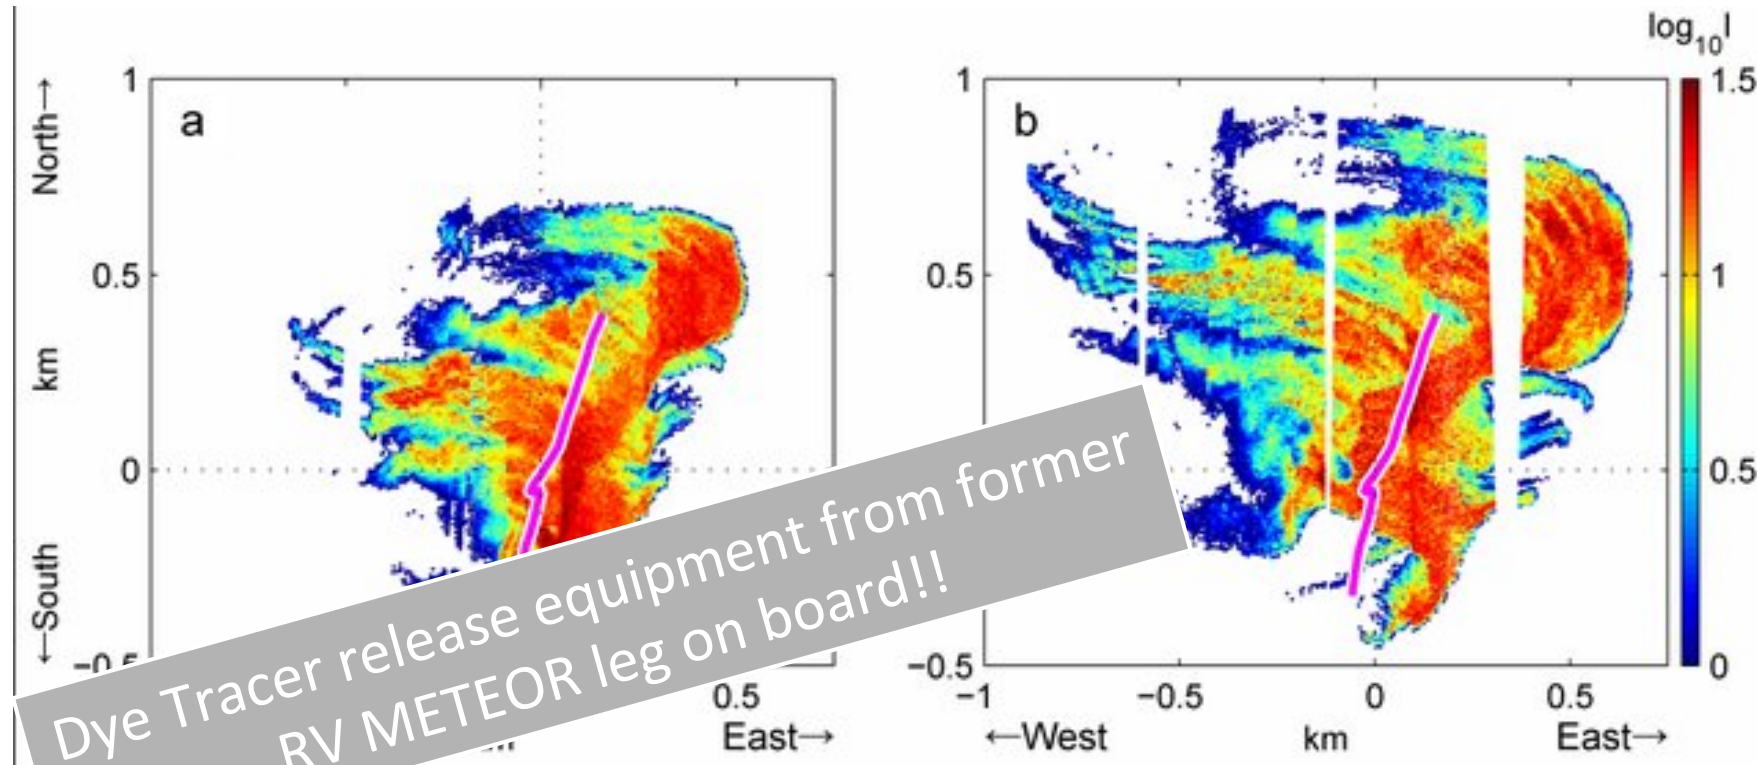 log10I
1
a
1
b
1.5
North→
0.5
0.5
1
km
0
0
0.5
←South
−0.5
−0.5
0
0.5
−1
−0.5
0
0.5
East→
←West
km
East→
Dye Tracer release equipment from former
RV METEOR leg on board!!